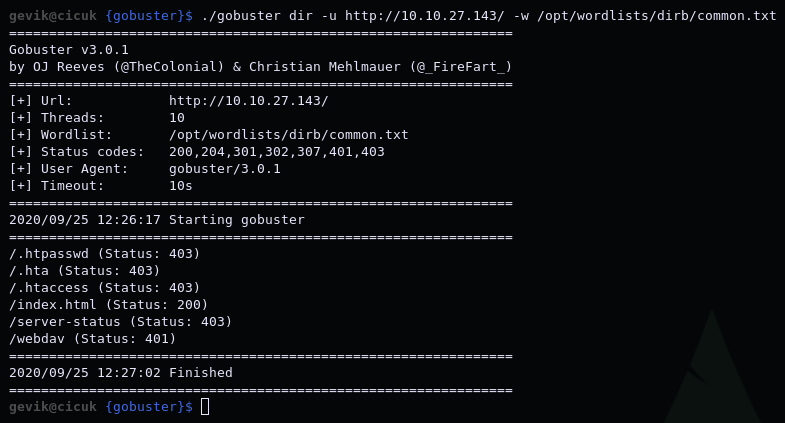 gevik@cicuk {gobuster}$ ./gobuster dir -u http://10.10.27.143/ -w /opt/wordlists/dirb/common.txt
===============================================================
Gobuster v3.0.1
by OJ Reeves (@TheColonial) & Christian Mehlmauer (@_FireFart_)
===============================================================
[+] Url:            http://10.10.27.143/
[+] Threads:        10
[+] Wordlist:       /opt/wordlists/dirb/common.txt
[+] Status codes:   200,204,301,302,307,401,403
[+] User Agent:     gobuster/3.0.1
[+] Timeout:        10s
===============================================================
2020/09/25 12:26:17 Starting gobuster
===============================================================
/.htpasswd (Status: 403)
/.hta (Status: 403)
/.htaccess (Status: 403)
/index.html (Status: 200)
/server-status (Status: 403)
/webdav (Status: 401)
===============================================================
2020/09/25 12:27:02 Finished
===============================================================
gevik@cicuk {gobuster}$